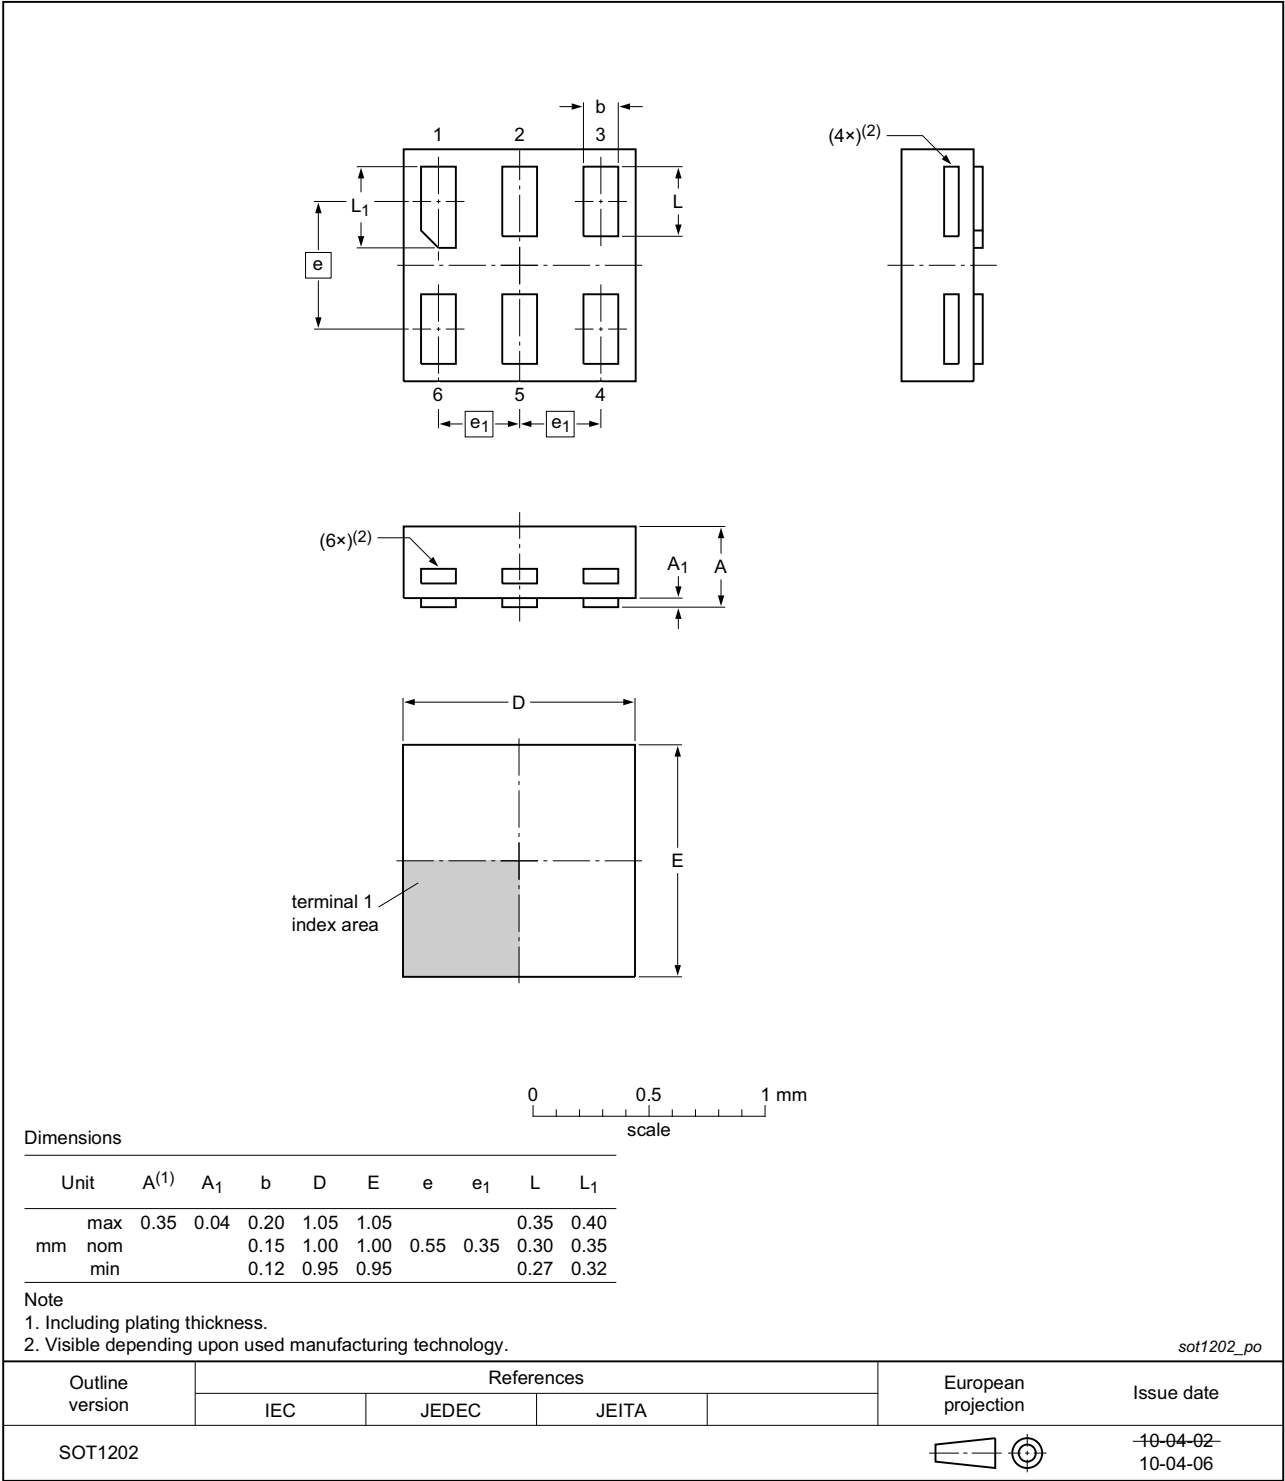 b
1 2 3
(4×)(2)
L1
L
e
6 5 4
e1 e1
(6×)(2)
A1 A
D
E
terminal 1
index area
0 0.5 1 mm
scale
Dimensions
Unit A(1) A1 b D E e e1 L L1
max 0.35 0.04 0.20 1.05 1.05 0.35 0.40
mm nom 0.15 1.00 1.00 0.55 0.35 0.30 0.35
min 0.12 0.95 0.95 0.27 0.32
Note
1. Including plating thickness.
2. Visible depending upon used manufacturing technology.
sot1202_po
Outline
version
References
IEC JEDEC JEITA
European
projection
Issue date
SOT1202
10-04-02
10-04-06